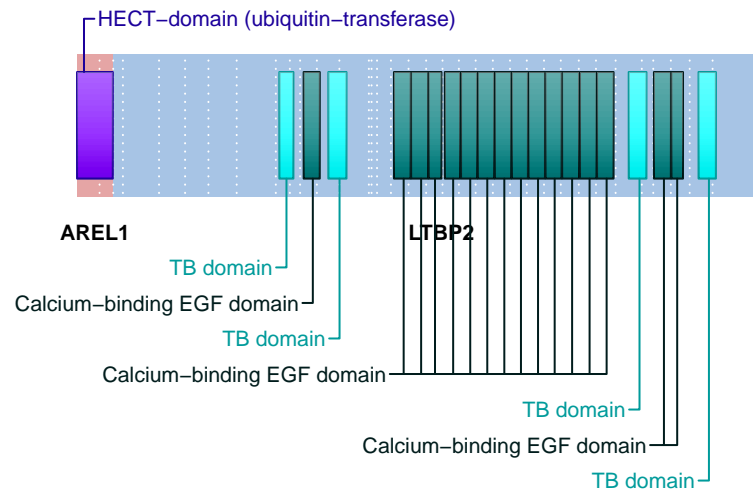 HECT−domain (ubiquitin−transferase)
AREL1
LTBP2
TB domain
Calcium−binding EGF domain
TB domain
Calcium−binding EGF domain
TB domain
Calcium−binding EGF domain
TB domain